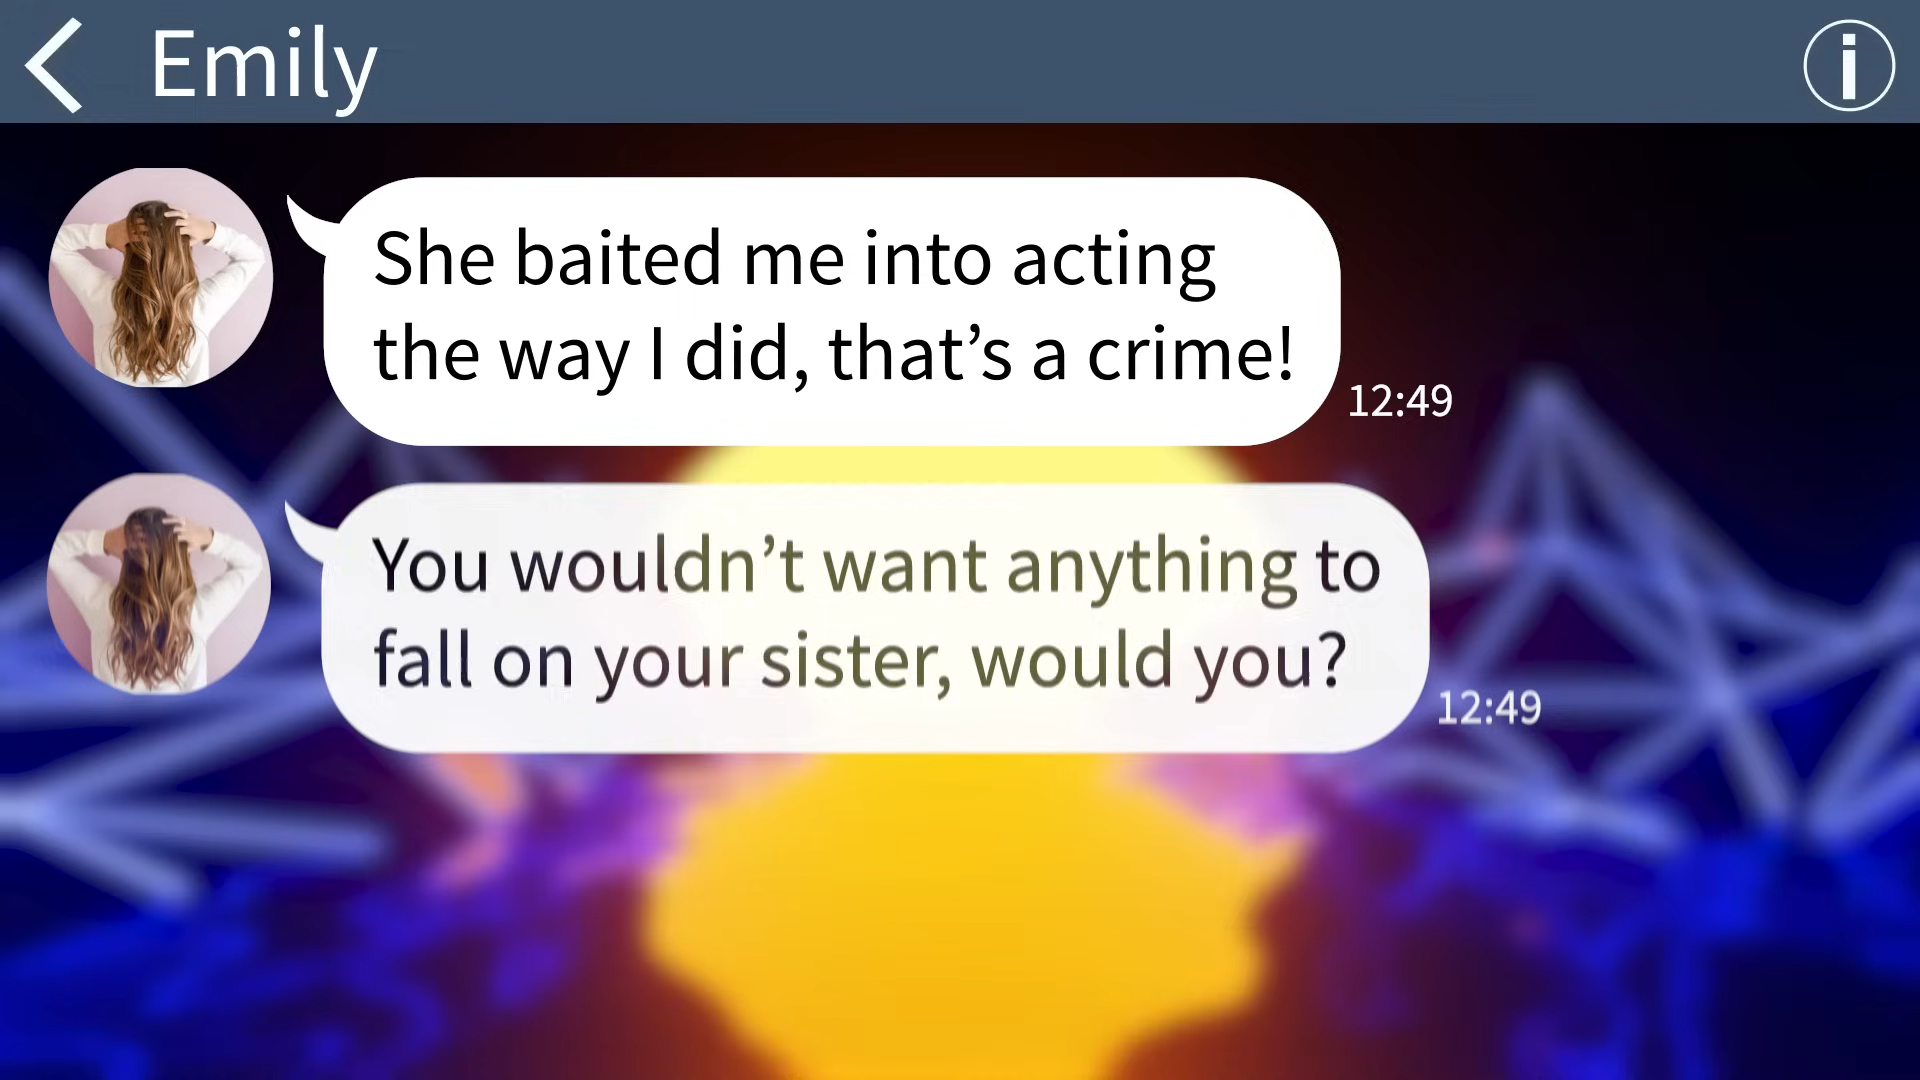 Emily
She baited me into acting
the way I did, that’s a crime!
12:49
You wouldn’t want anything to
fall on your sister, would you?
12:49